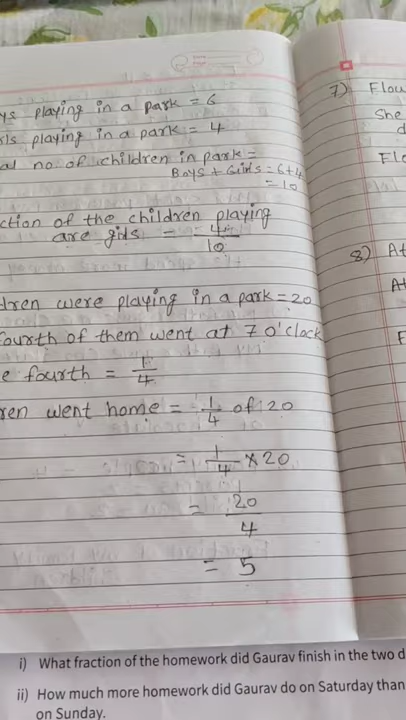 ys playing in a park = 6
ls playing in a park = 4
al no of children in park =
Boys + Girls = 6+4
= 10
ction of the children playing
are girls = 4/10
dren were playing in a park = 20
fourth of them went at 7 o'clock
e fourth = 1/4
ren went home = 1/4 of 20
= 1/4 × 20
= 20/4
= 5
7) Flow
She
d
Flo
8) At
At
F
i) What fraction of the homework did Gaurav finish in the two d
ii) How much more homework did Gaurav do on Saturday than
on Sunday.